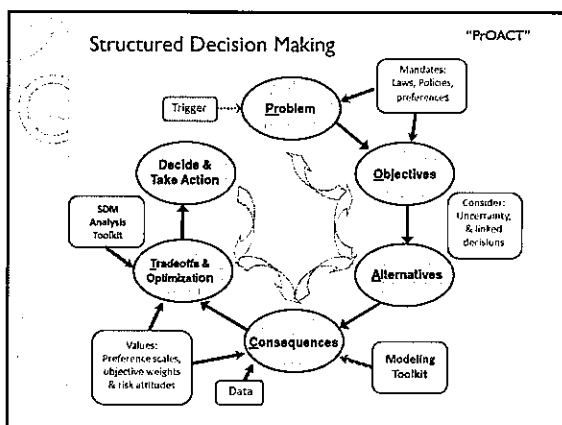 Structured Decision Making
"PrOACT"
Trigger
Problem
Mandates:
Laws, Policies,
preferences
Decide &
Take Action
Objectives
SDM
Analysis
Toolkit
Consider:
Uncertainty,
& linked
decisions
Tradeoffs &
Optimization
Alternatives
Values:
Preference scales,
objective weights
& risk attitudes
Consequences
Modeling
Toolkit
Data